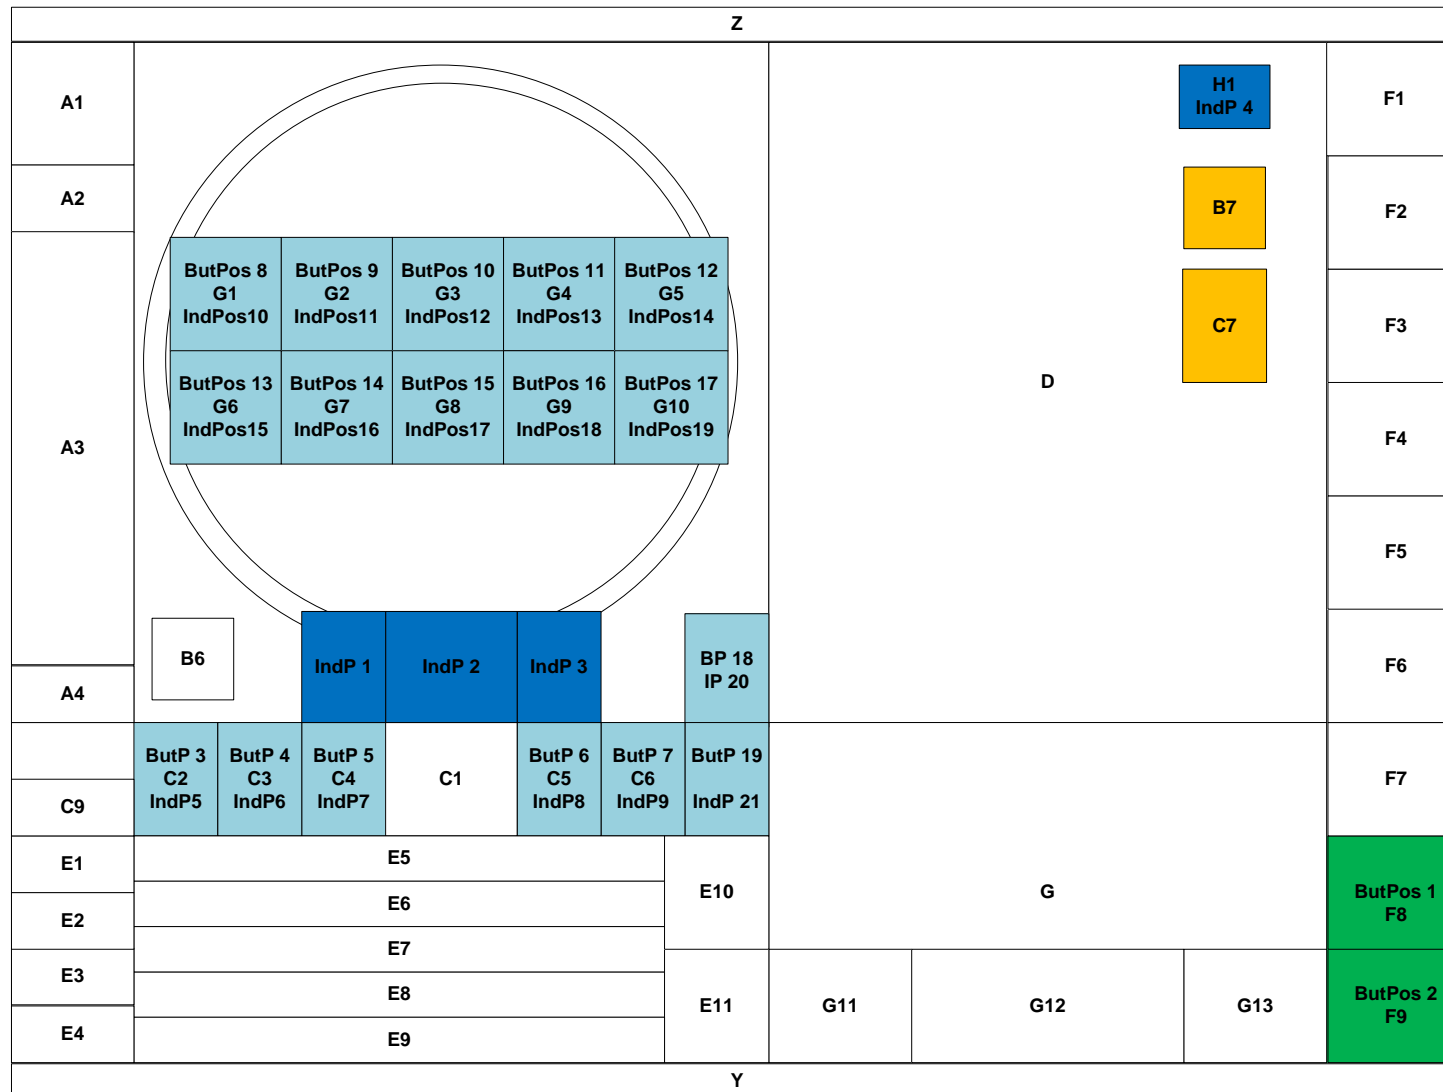 Z
A1
A2
A3
A4
C9
E1
E2
E3
E4
ButPos 8
G1
IndPos10
ButPos 9
G2
IndPos11
ButPos 10
G3
IndPos12
ButPos 11
G4
IndPos13
ButPos 12
G5
IndPos14
ButPos 13
G6
IndPos15
ButPos 14
G7
IndPos16
ButPos 15
G8
IndPos17
ButPos 16
G9
IndPos18
ButPos 17
G10
IndPos19
B6
IndP 1
IndP 2
IndP 3
BP 18
IP 20
ButP 3
C2
IndP5
ButP 4
C3
IndP6
ButP 5
C4
IndP7
C1
ButP 6
C5
IndP8
ButP 7
C6
IndP9
ButP 19
IndP 21
E5
E6
E7
E8
E9
E10
E11
H1
IndP 4
B7
C7
D
G
G11
G12
G13
F1
F2
F3
F4
F5
F6
F7
ButPos 1
F8
ButPos 2
F9
Y